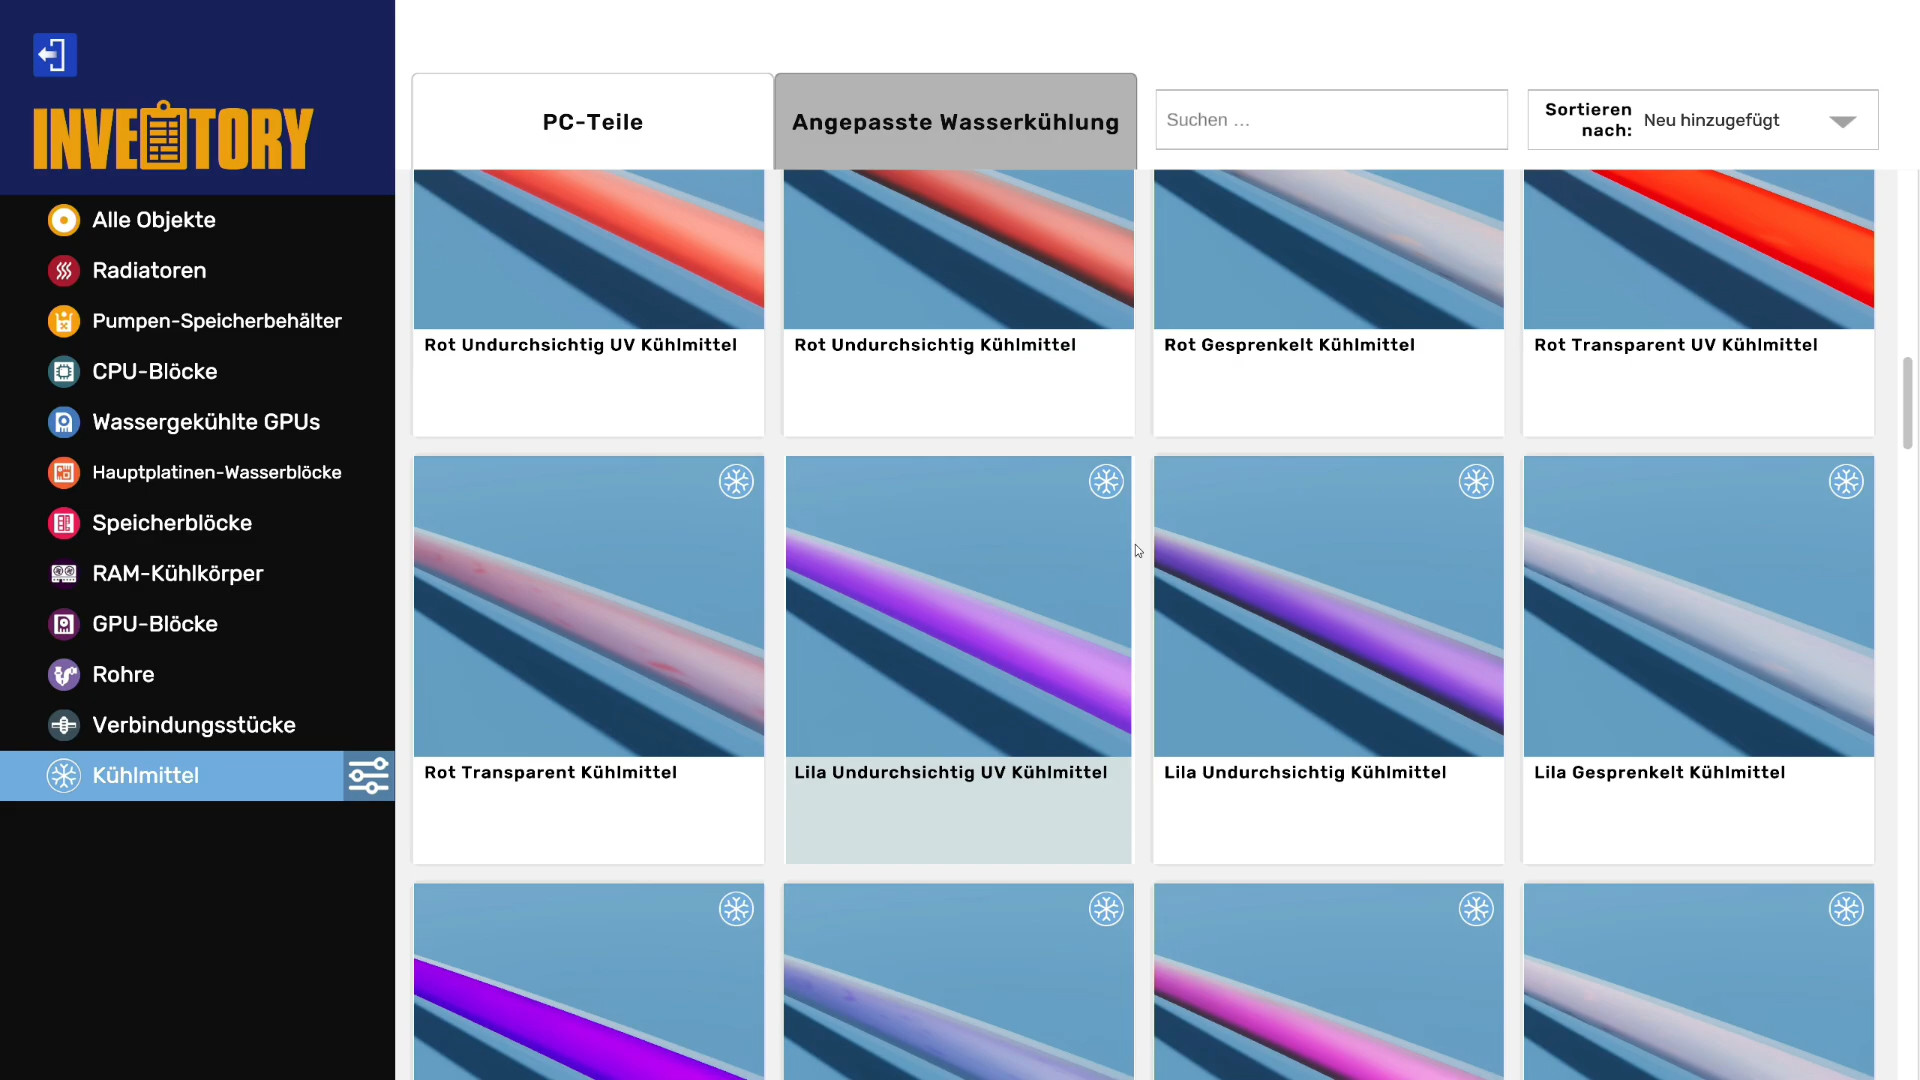 INVENTORY
PC-Teile
Angepasste Wasserkühlung
Suchen ...
Sortieren
nach:
Neu hinzugefügt
Alle Objekte
Radiatoren
Pumpen-Speicherbehälter
CPU-Blöcke
Wassergekühlte GPUs
Hauptplatinen-Wasserblöcke
Speicherblöcke
RAM-Kühlkörper
GPU-Blöcke
Rohre
Verbindungsstücke
Kühlmittel
Rot Undurchsichtig UV Kühlmittel
Rot Undurchsichtig Kühlmittel
Rot Gesprenkelt Kühlmittel
Rot Transparent UV Kühlmittel
Rot Transparent Kühlmittel
Lila Undurchsichtig UV Kühlmittel
Lila Undurchsichtig Kühlmittel
Lila Gesprenkelt Kühlmittel